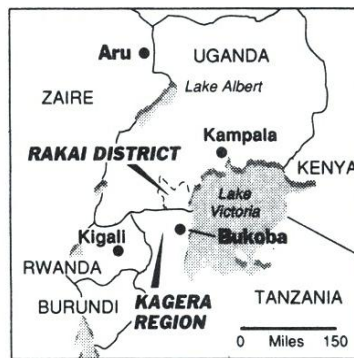 UGANDA
Aru
Lake Albert
ZAIRE
Kampala
RAKAI DISTRICT
KENYA
Lake
Victoria
Kigali
Bukoba
RWANDA
KAGERA
REGION
BURUNDI
TANZANIA
0 Miles 150